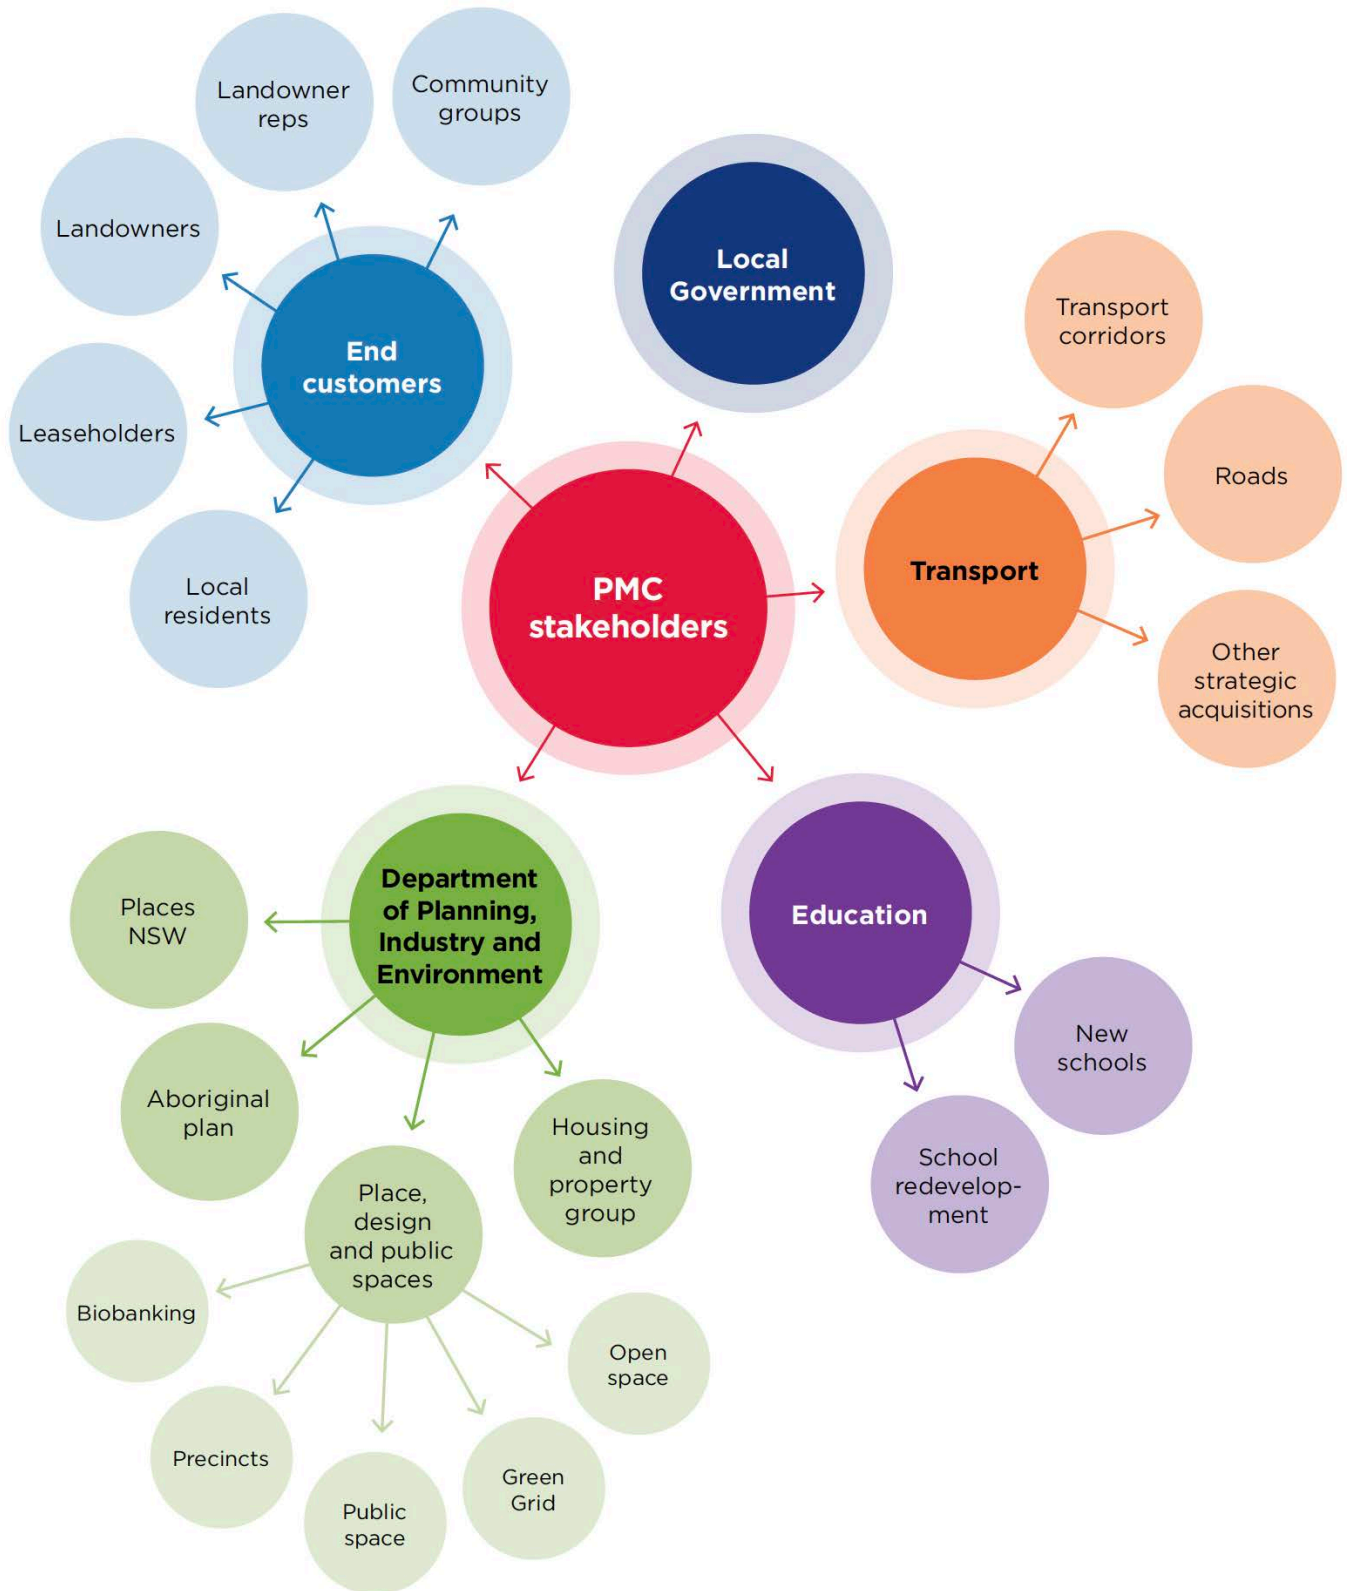 Landowner
reps
Community
groups
Landowners
Leaseholders
Local
residents
End
customers
Local
Government
Transport
corridors
Roads
Other
strategic
acquisitions
Transport
PMC
stakeholders
Department
of Planning,
Industry and
Environment
Places
NSW
Aboriginal
plan
Place,
design
and public
spaces
Housing
and
property
group
Biobanking
Precincts
Public
space
Green
Grid
Open
space
Education
New
schools
School
redevelop-
ment